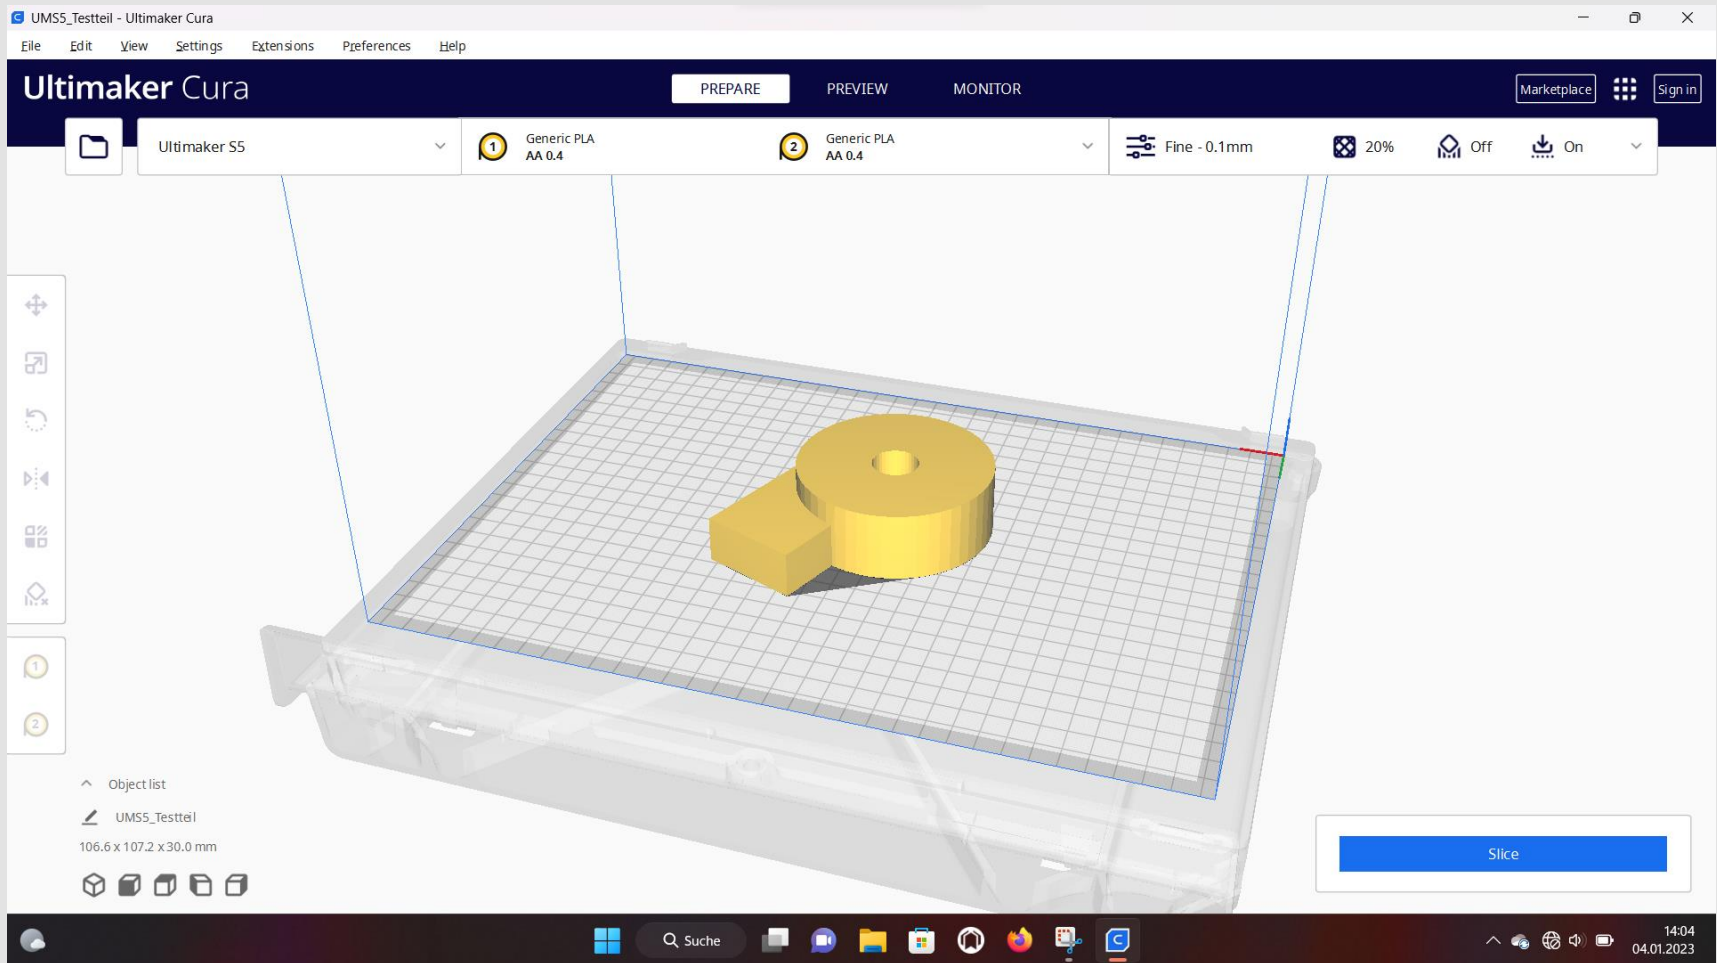 UMS5_Testteil - Ultimaker Cura
File Edit View Settings Extensions Preferences Help
Ultimaker Cura
PREPARE PREVIEW MONITOR
Marketplace
Sign in
Ultimaker S5
1
Generic PLA
AA 0.4
2
Generic PLA
AA 0.4
Fine - 0.1mm
20%
Off
On
1
2
Object list
UMS5_Testteil
106.6 x 107.2 x 30.0 mm
Slice
Suche
14:04
04.01.2023